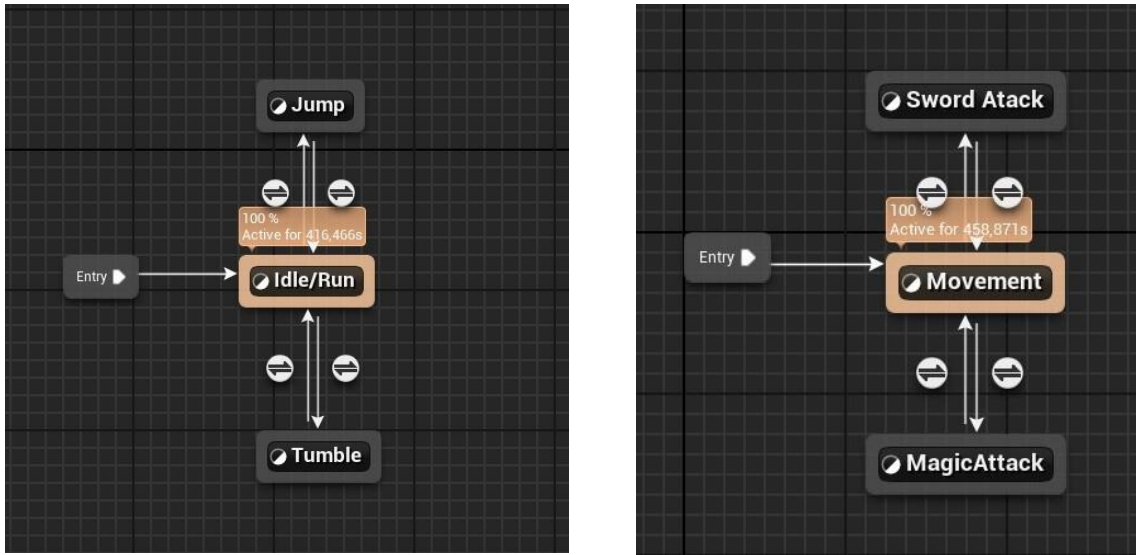 Jump
100 %
Active for 416,466s
Entry
Idle/Run
Tumble
Sword Atack
100 %
Active for 458,871s
Entry
Movement
MagicAttack